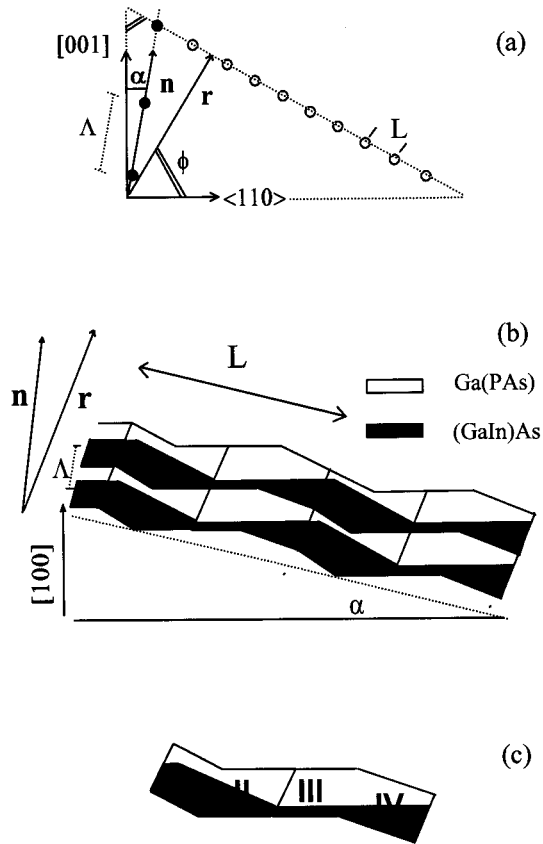 (a)
[001]
α
n
r
Λ
L
ϕ
<110>
(b)
n
r
L
Ga(PAs)
(GaIn)As
Λ
[100]
α
(c)
II
III
IV